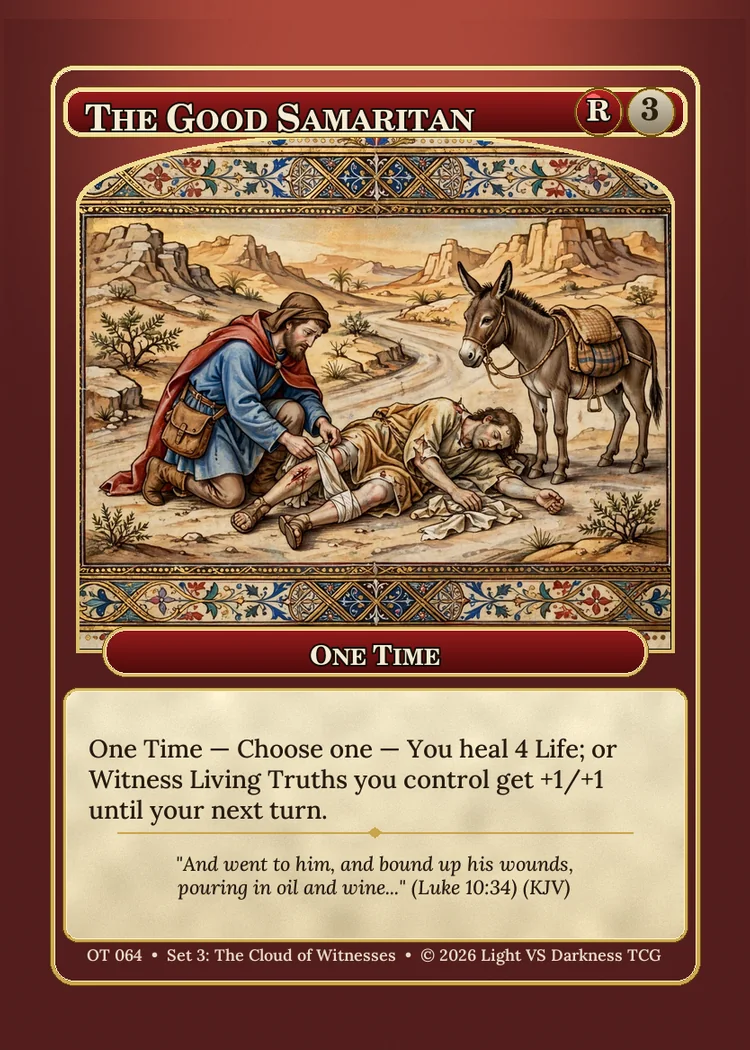 The Good Samaritan R 3
One Time
One Time — Choose one — You heal 4 Life; or
Witness Living Truths you control get +1/+1
until your next turn.
"And went to him, and bound up his wounds,
pouring in oil and wine..." (Luke 10:34) (KJV)
OT 064 • Set 3: The Cloud of Witnesses • © 2026 Light VS Darkness TCG